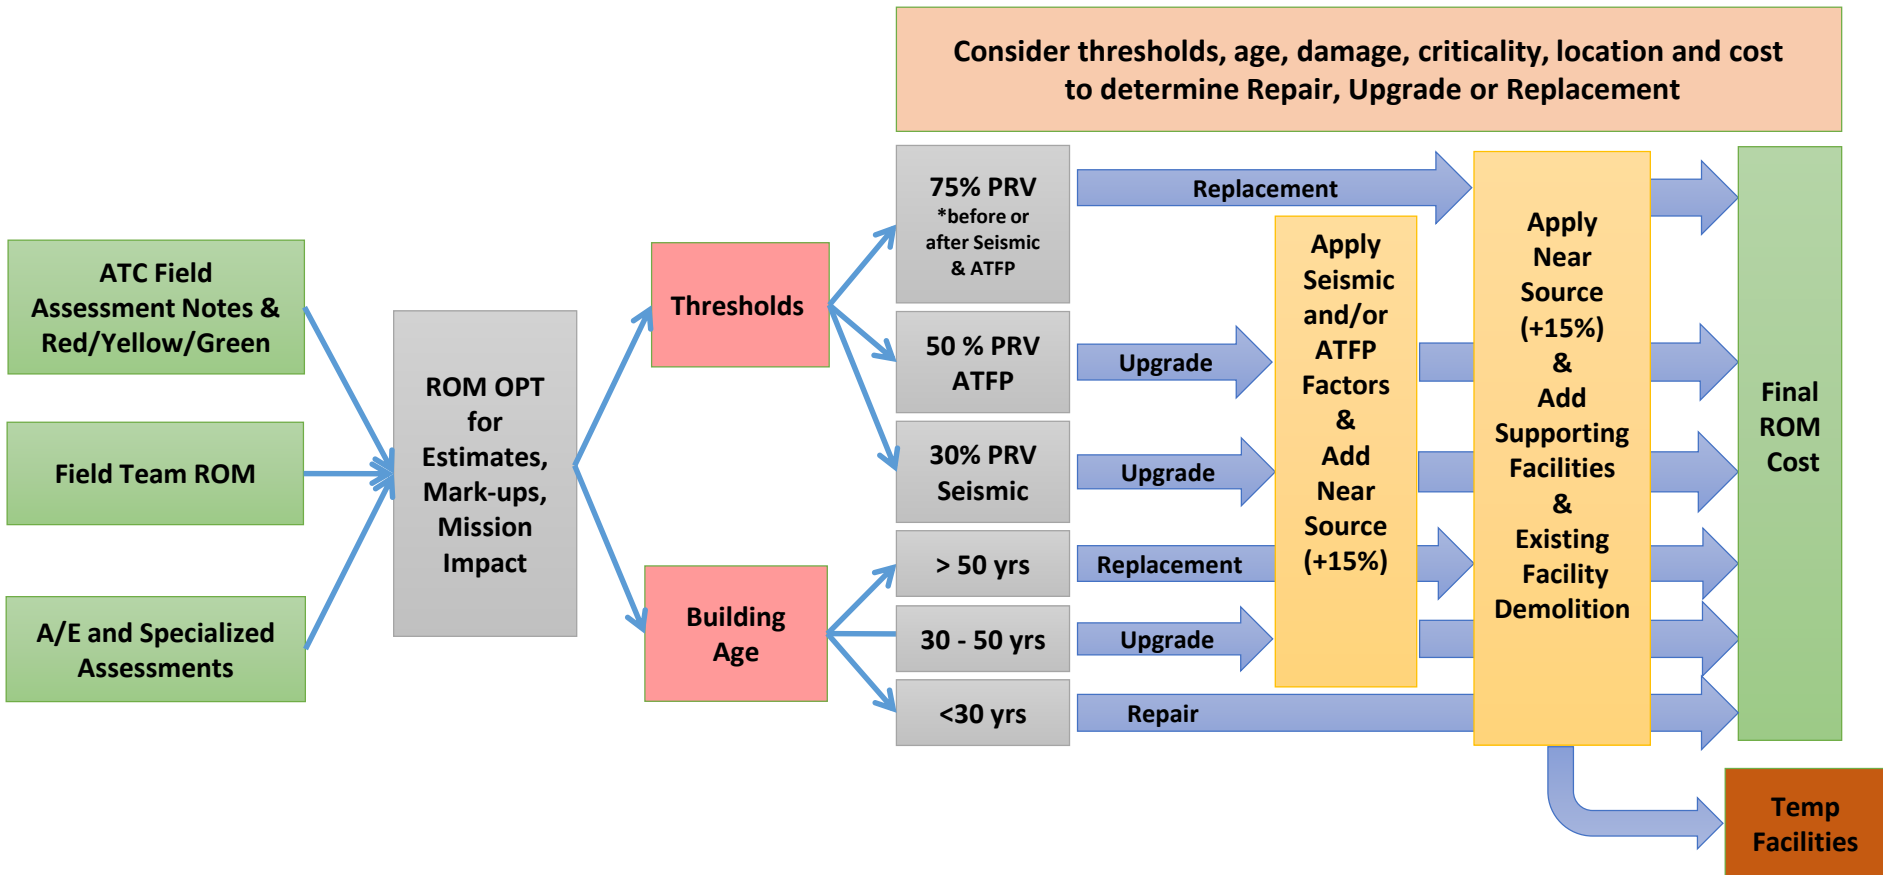 Consider thresholds, age, damage, criticality, location and cost
to determine Repair, Upgrade or Replacement
ATC Field
Assessment Notes &
Red/Yellow/Green
Field Team ROM
A/E and Specialized
Assessments
ROM OPT
for
Estimates,
Mark-ups,
Mission
Impact
Thresholds
Building
Age
75% PRV
*before or
after Seismic
& ATFP
50 % PRV
ATFP
30% PRV
Seismic
> 50 yrs
30 - 50 yrs
<30 yrs
Replacement
Upgrade
Upgrade
Replacement
Upgrade
Repair
Apply
Seismic
and/or
ATFP
Factors
&
Add
Near
Source
(+15%)
Apply
Near
Source
(+15%)
&
Add
Supporting
Facilities
&
Existing
Facility
Demolition
Final
ROM
Cost
Temp
Facilities